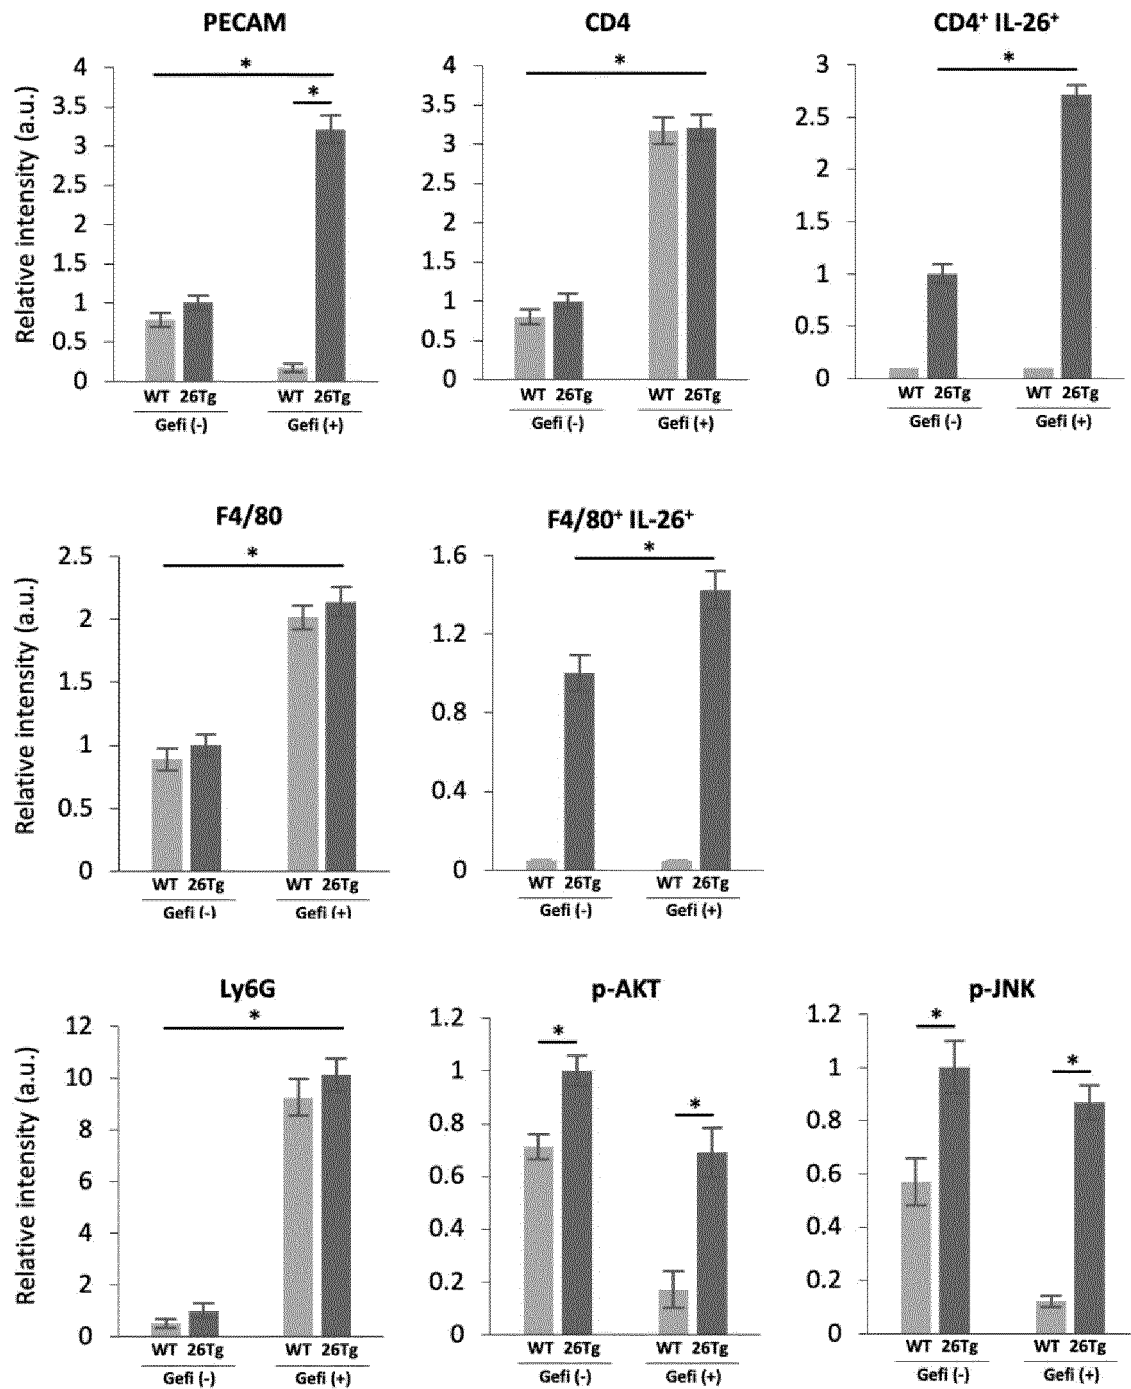 PECAM
CD4
CD4⁺ IL-26⁺
Relative intensity (a.u.)
4
3.5
3
2.5
2
1.5
1
0.5
0
*
*
WT 26Tg WT 26Tg
Gefi (-) Gefi (+)
4
3.5
3
2.5
2
1.5
1
0.5
0
*
WT 26Tg WT 26Tg
Gefi (-) Gefi (+)
3
2.5
2
1.5
1
0.5
0
*
WT 26Tg WT 26Tg
Gefi (-) Gefi (+)
F4/80
F4/80⁺ IL-26⁺
Relative intensity (a.u.)
2.5
2
1.5
1
0.5
0
*
WT 26Tg WT 26Tg
Gefi (-) Gefi (+)
1.6
1.2
0.8
0.4
0
*
WT 26Tg WT 26Tg
Gefi (-) Gefi (+)
Ly6G
p-AKT
p-JNK
Relative intensity (a.u.)
12
10
8
6
4
2
0
*
WT 26Tg WT 26Tg
Gefi (-) Gefi (+)
1.2
1
0.8
0.6
0.4
0.2
0
*
*
WT 26Tg WT 26Tg
Gefi (-) Gefi (+)
1.2
1
0.8
0.6
0.4
0.2
0
*
*
WT 26Tg WT 26Tg
Gefi (-) Gefi (+)